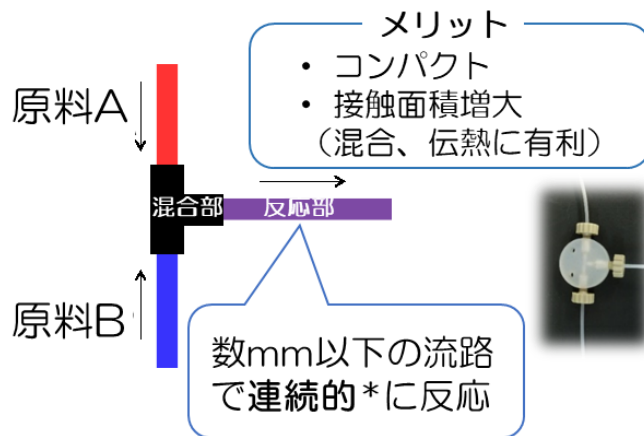 メリット
• コンパクト
• 接触面積増大
（混合、伝熱に有利）
原料A
混合部
反応部
原料B
数mm以下の流路
で連続的*に反応